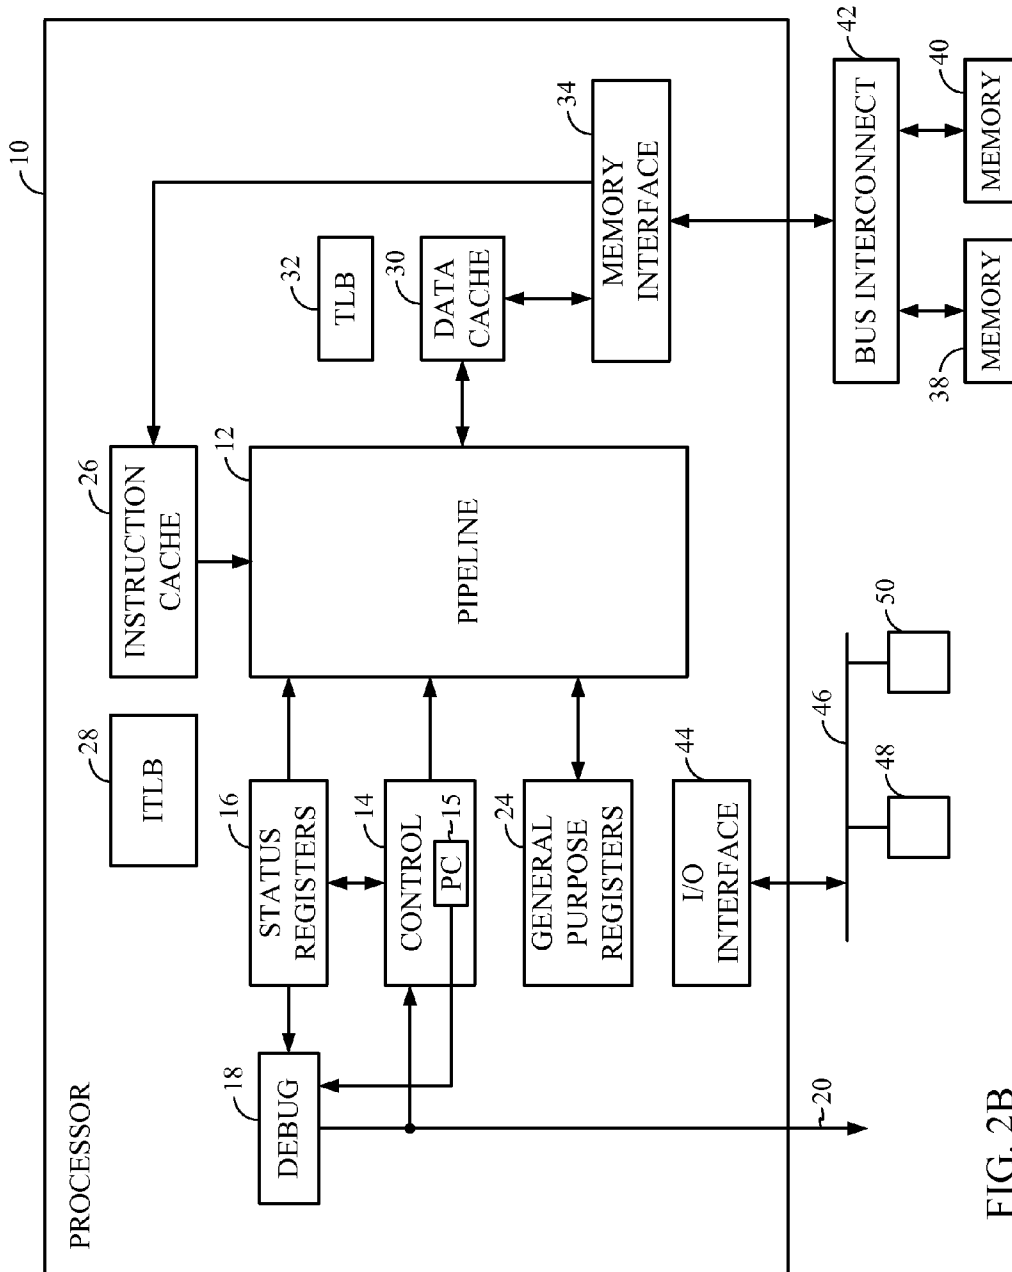 10
PROCESSOR
28
ITLB
26
INSTRUCTION
CACHE
18
DEBUG
16
STATUS
REGISTERS
14
CONTROL
PC
15
24
GENERAL
PURPOSE
REGISTERS
12
PIPELINE
32
TLB
30
DATA
CACHE
34
MEMORY
INTERFACE
44
I/O
INTERFACE
20
46
48
50
42
BUS INTERCONNECT
38
MEMORY
40
MEMORY
FIG. 2B